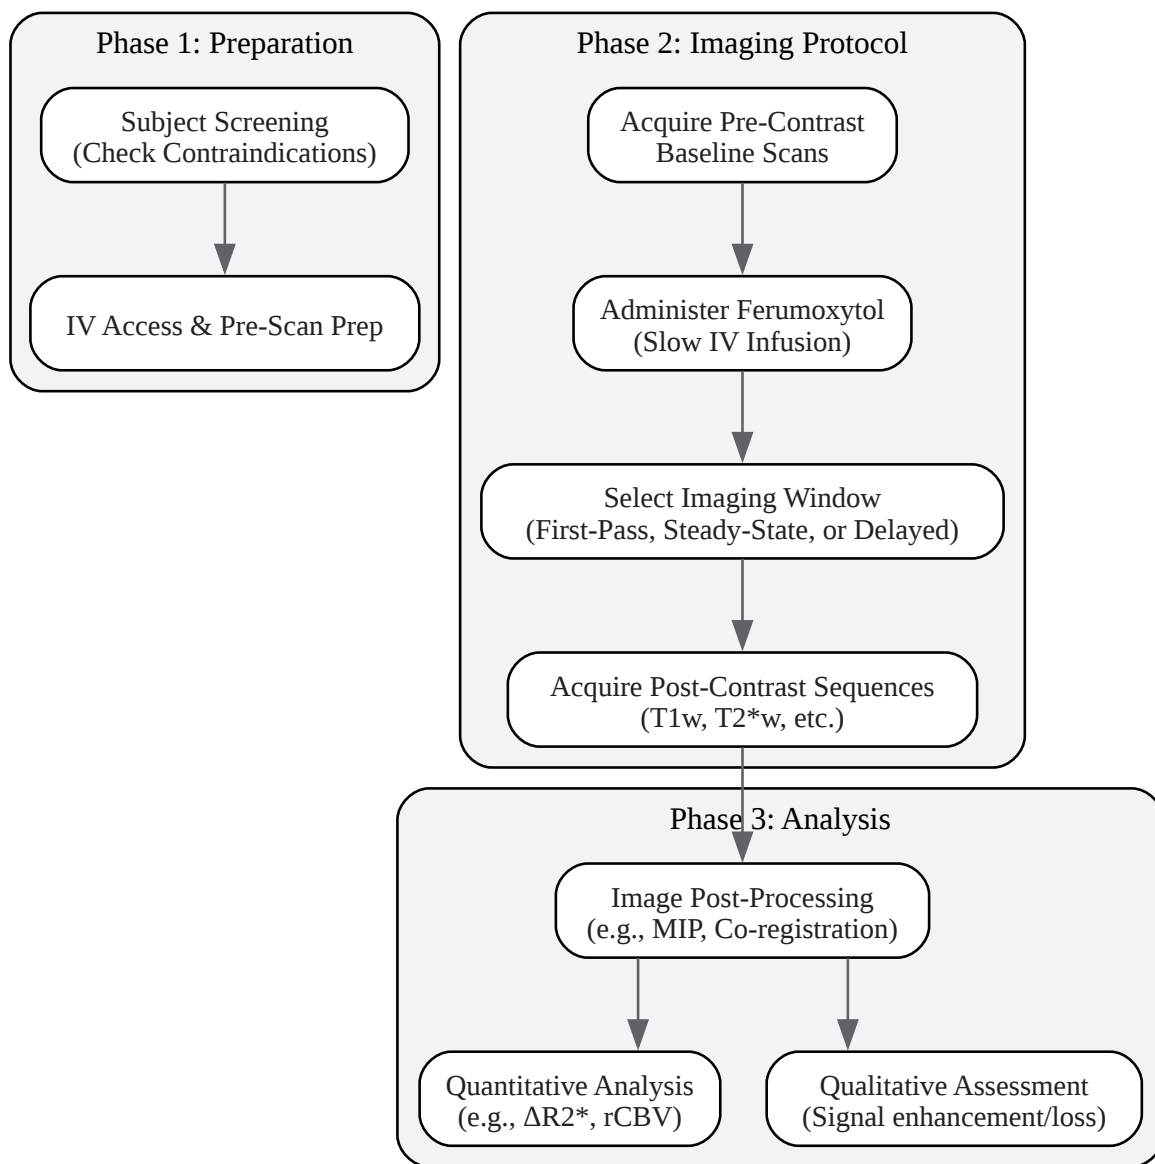 Phase 1: Preparation
Subject Screening
(Check Contraindications)
IV Access & Pre-Scan Prep
Phase 2: Imaging Protocol
Acquire Pre-Contrast
Baseline Scans
Administer Ferumoxytol
(Slow IV Infusion)
Select Imaging Window
(First-Pass, Steady-State, or Delayed)
Acquire Post-Contrast Sequences
(T1w, T2*w, etc.)
Phase 3: Analysis
Image Post-Processing
(e.g., MIP, Co-registration)
Quantitative Analysis
(e.g., ΔR2*, rCBV)
Qualitative Assessment
(Signal enhancement/loss)